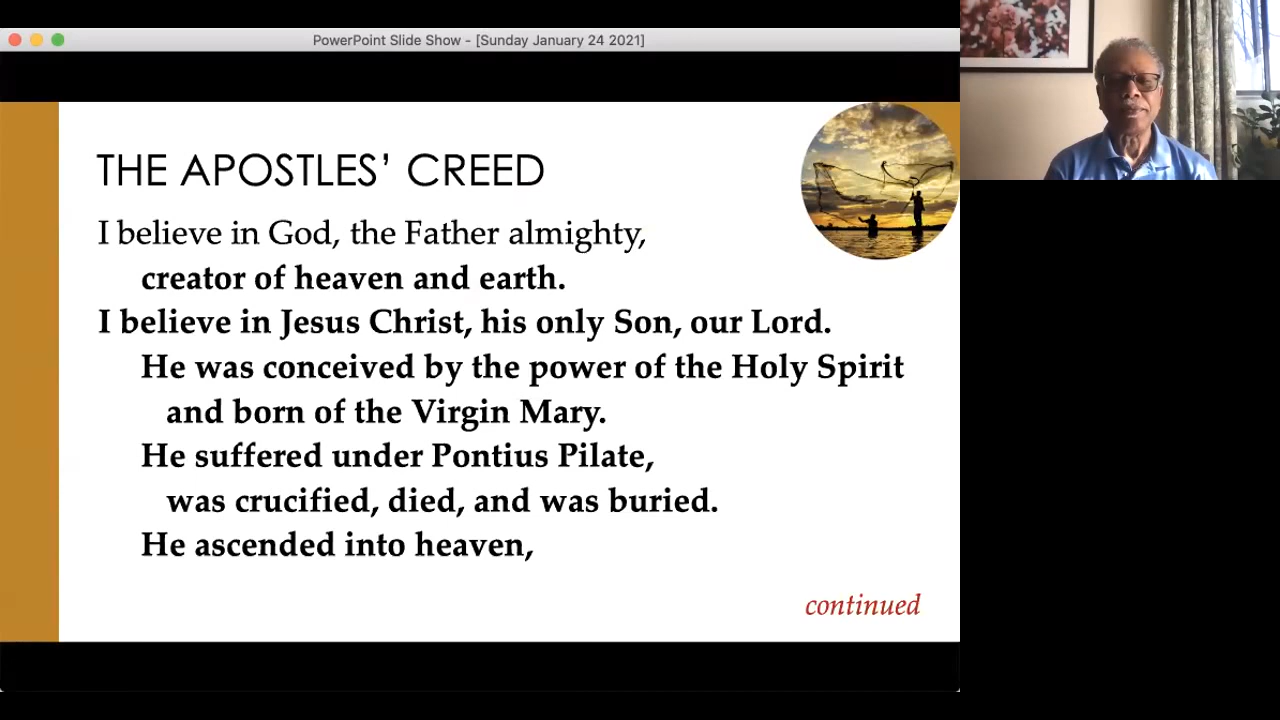 PowerPoint Slide Show - [Sunday January 24 2021]
THE APOSTLES’ CREED
I believe in God, the Father almighty,
creator of heaven and earth.
I believe in Jesus Christ, his only Son, our Lord.
He was conceived by the power of the Holy Spirit
and born of the Virgin Mary.
He suffered under Pontius Pilate,
was crucified, died, and was buried.
He ascended into heaven,
continued